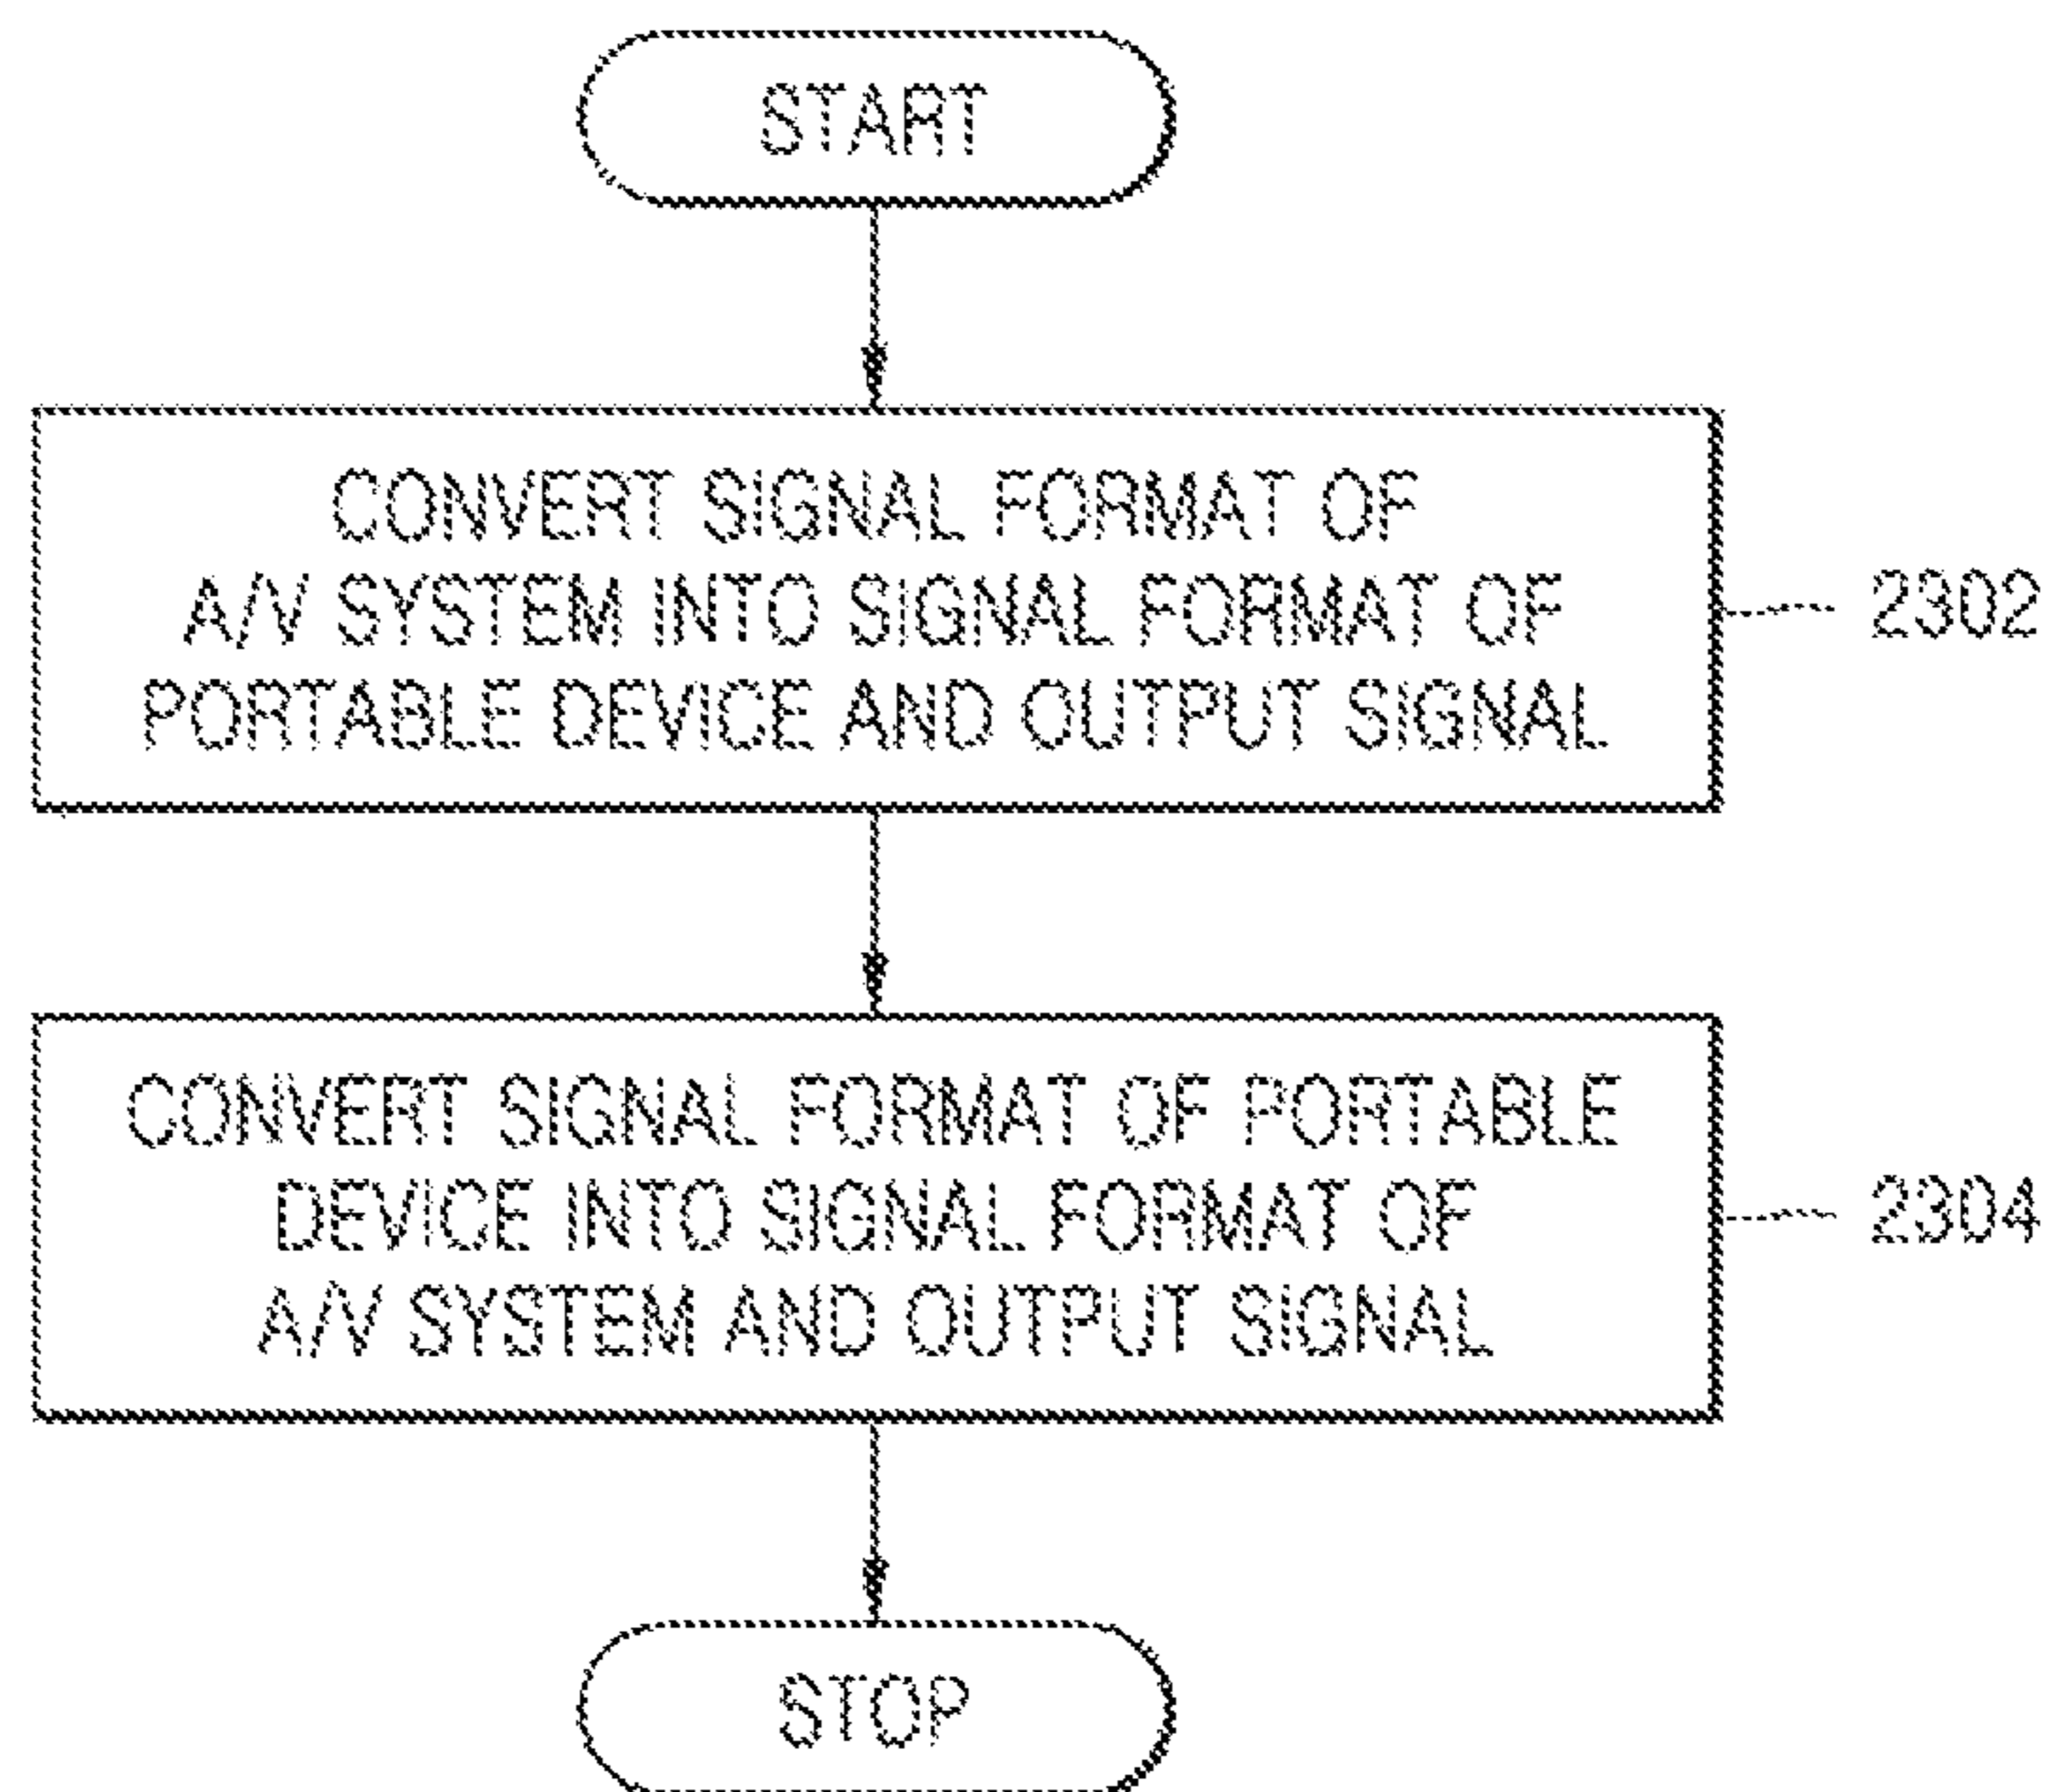 START
CONVERT SIGNAL FORMAT OF
A/V SYSTEM INTO SIGNAL FORMAT OF
PORTABLE DEVICE AND OUTPUT SIGNAL
2302
CONVERT SIGNAL FORMAT OF PORTABLE
DEVICE INTO SIGNAL FORMAT OF
A/V SYSTEM AND OUTPUT SIGNAL
2304
STOP